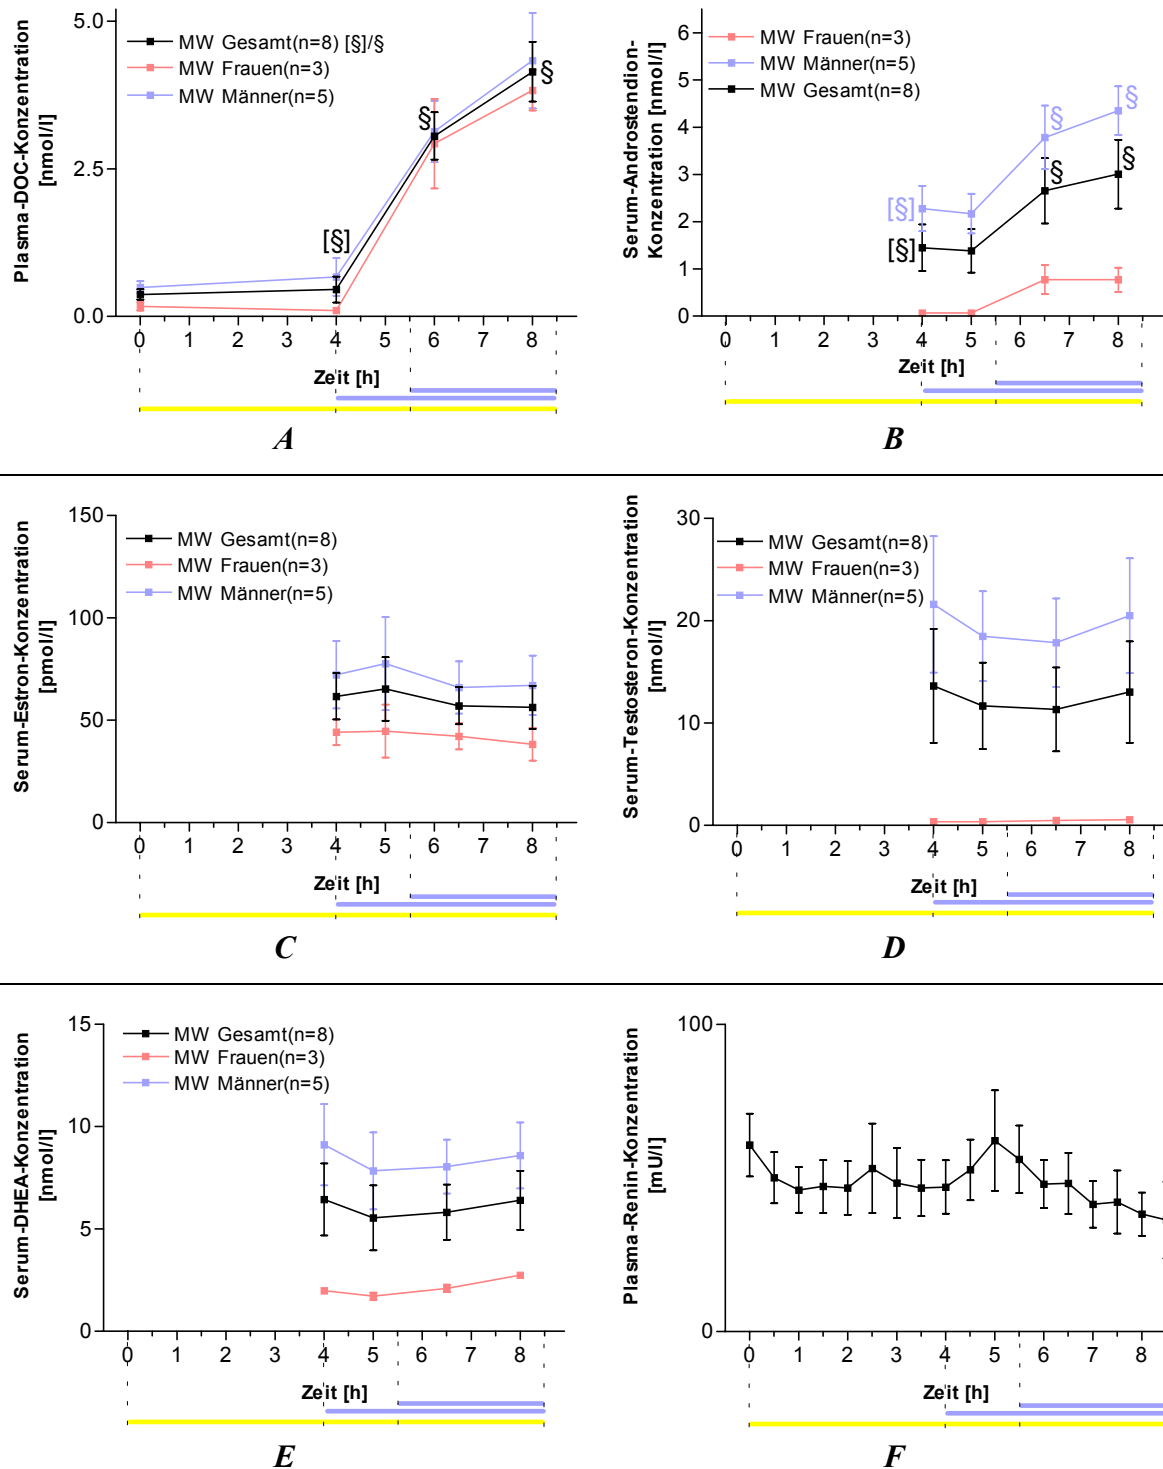 Plasma-DOC-Konzentration
[nmol/l]
5.0
2.5
0.0
MW Gesamt(n=8) [§]/§
MW Frauen(n=3)
MW Männer(n=5)
[§]
§
§
0 1 2 3 4 5 6 7 8
Zeit [h]
A
Serum-Androstendion-
Konzentration [nmol/l]
6
5
4
3
2
1
0
MW Frauen(n=3)
MW Männer(n=5)
MW Gesamt(n=8)
[§]
§
§
[§]
§
§
0 1 2 3 4 5 6 7 8
Zeit [h]
B
Serum-Estron-Konzentration
[pmol/l]
150
100
50
0
MW Gesamt(n=8)
MW Frauen(n=3)
MW Männer(n=5)
0 1 2 3 4 5 6 7 8
Zeit [h]
C
Serum-Testosteron-Konzentration
[nmol/l]
30
20
10
0
MW Gesamt(n=8)
MW Frauen(n=3)
MW Männer(n=5)
0 1 2 3 4 5 6 7 8
Zeit [h]
D
Serum-DHEA-Konzentration
[nmol/l]
15
10
5
0
MW Gesamt(n=8)
MW Frauen(n=3)
MW Männer(n=5)
0 1 2 3 4 5 6 7 8
Zeit [h]
E
Plasma-Renin-Konzentration
[mU/l]
100
0
0 1 2 3 4 5 6 7 8
Zeit [h]
F